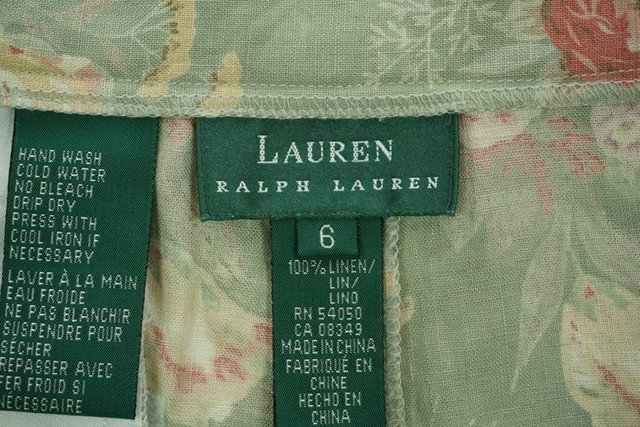 HAND WASH
COLD WATER
NO BLEACH
DRIP DRY
PRESS WITH
COOL IRON IF
NECESSARY
LAVER À LA MAIN
EAU FROIDE
NE PAS BLANCHIR
SUSPENDRE POUR
SÉCHER
REPASSER AVEC
FER FROID SI
NÉCESSAIRE
LAUREN
RALPH LAUREN
6
100% LINEN/
LIN/
LINO
RN 54050
CA 08349
MADE IN CHINA
FABRIQUÉ EN
CHINE
HECHO EN
CHINA